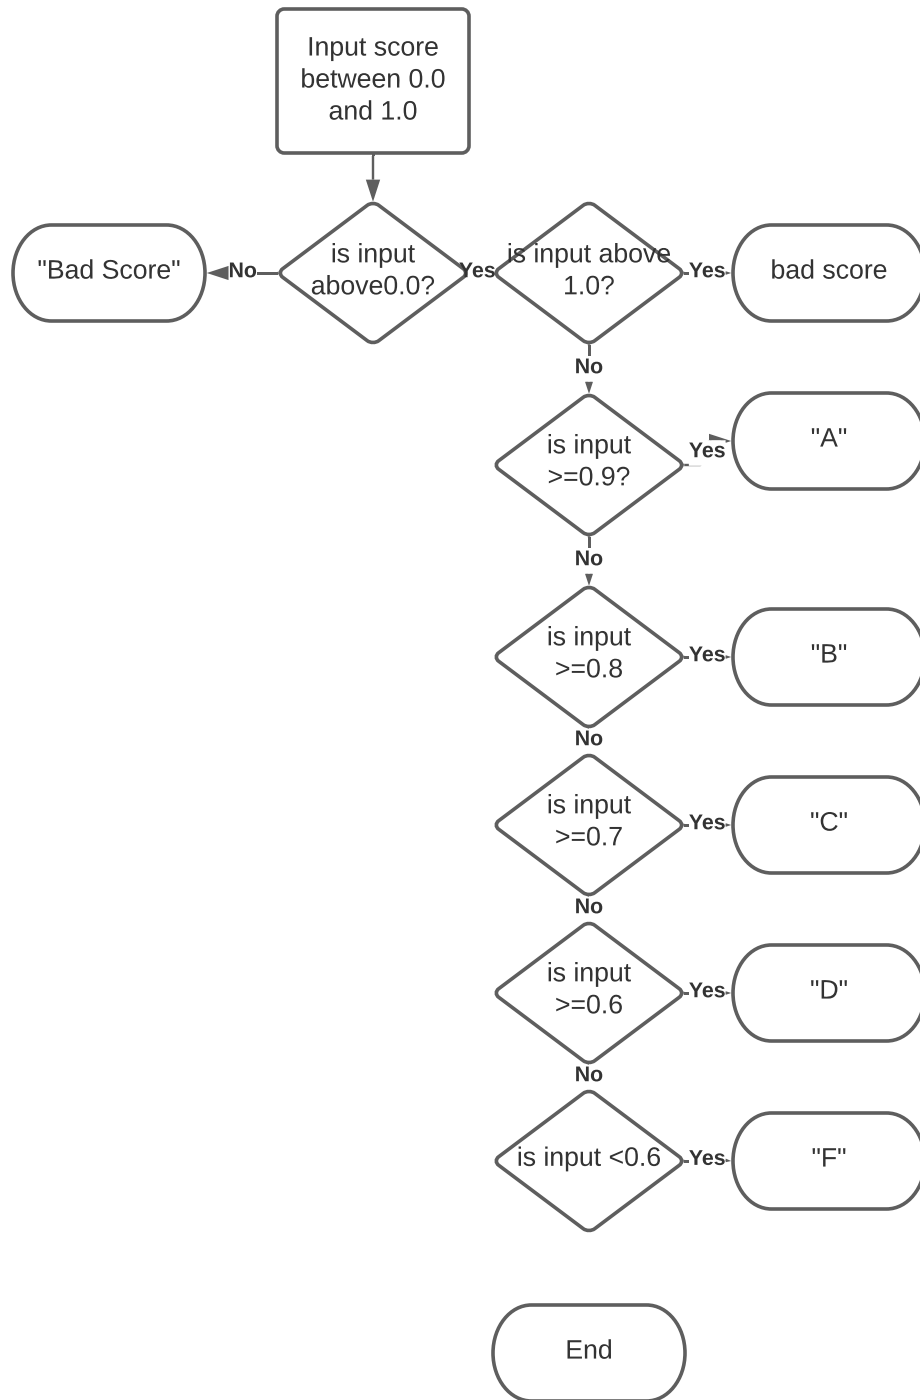 Input score
between 0.0
and 1.0
"Bad Score"
No
is input
above0.0?
Yes
is input above
1.0?
Yes
bad score
No
is input
>=0.9?
Yes
"A"
No
is input
>=0.8
Yes
"B"
No
is input
>=0.7
Yes
"C"
No
is input
>=0.6
Yes
"D"
No
is input <0.6
Yes
"F"
End